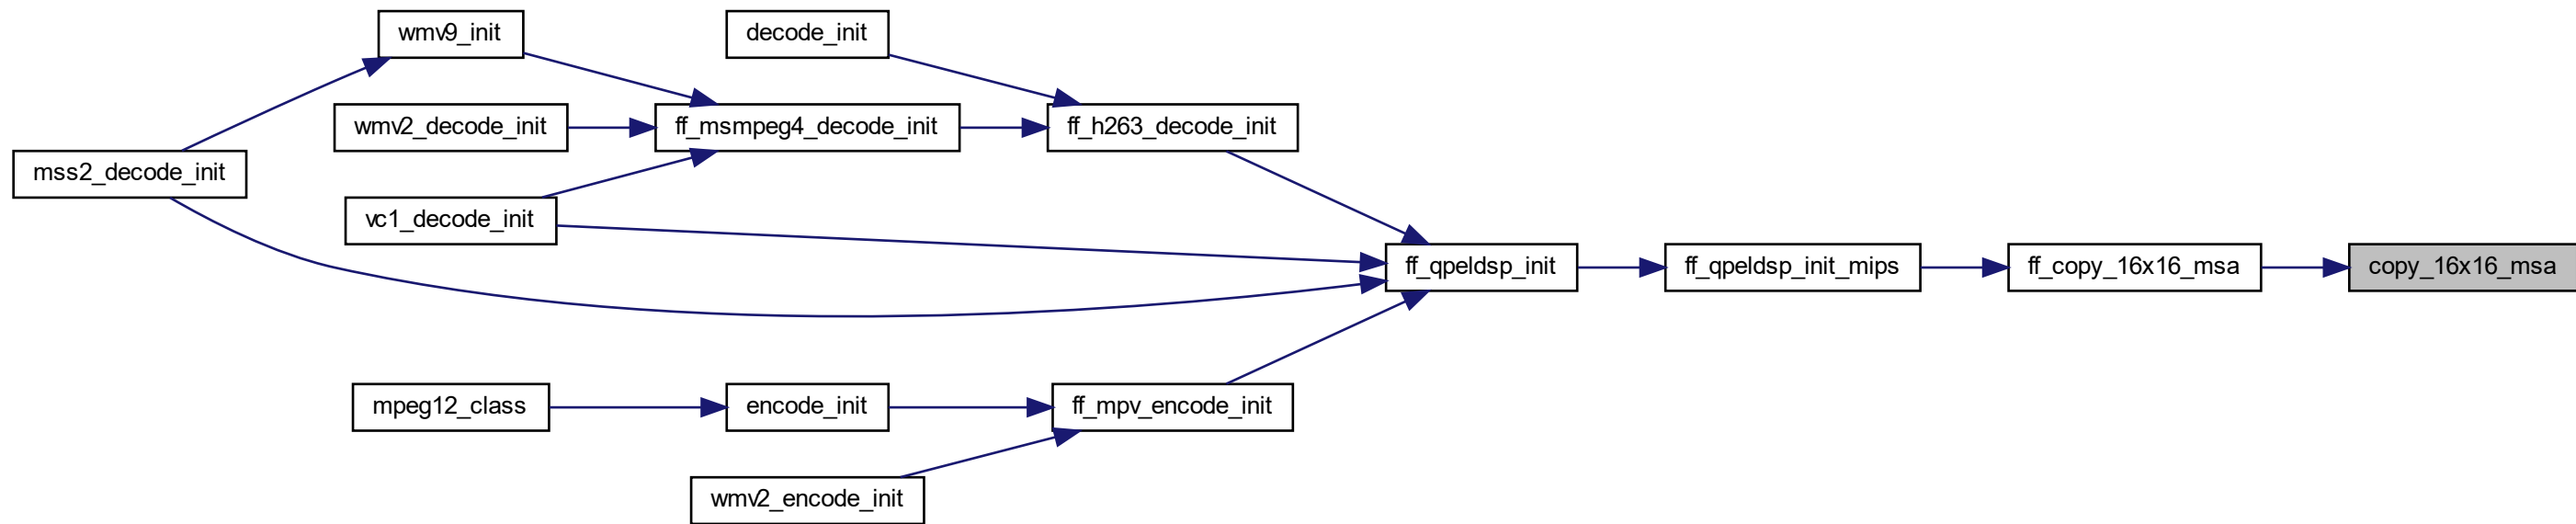 wmv9_init
decode_init
wmv2_decode_init
ff_msmpeg4_decode_init
ff_h263_decode_init
mss2_decode_init
vc1_decode_init
ff_qpeldsp_init
ff_qpeldsp_init_mips
ff_copy_16x16_msa
copy_16x16_msa
mpeg12_class
encode_init
ff_mpv_encode_init
wmv2_encode_init